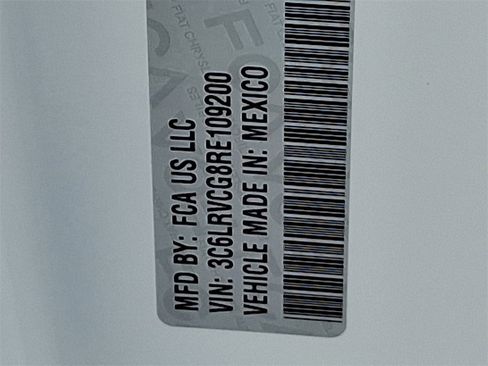 MFD BY: FCA US LLC
VIN: 3C6LRVCG8RE109200
VEHICLE MADE IN: MEXICO